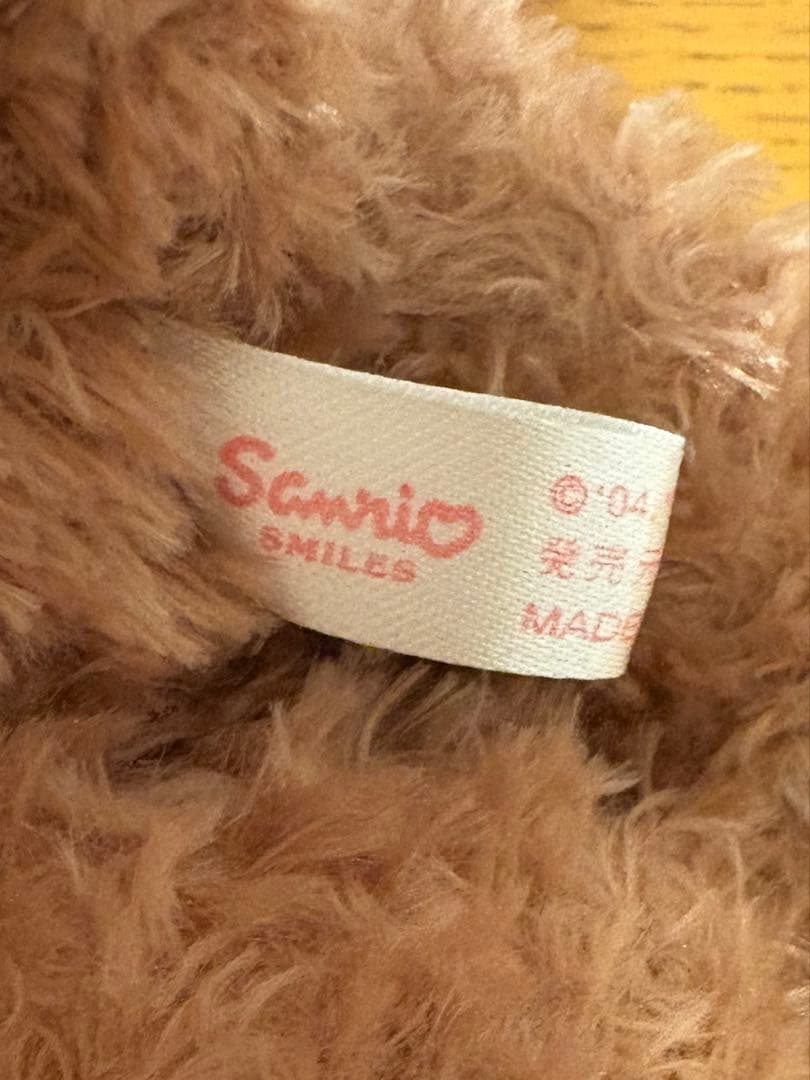 Sanrio
SMILES
© '04,
発売
MADE